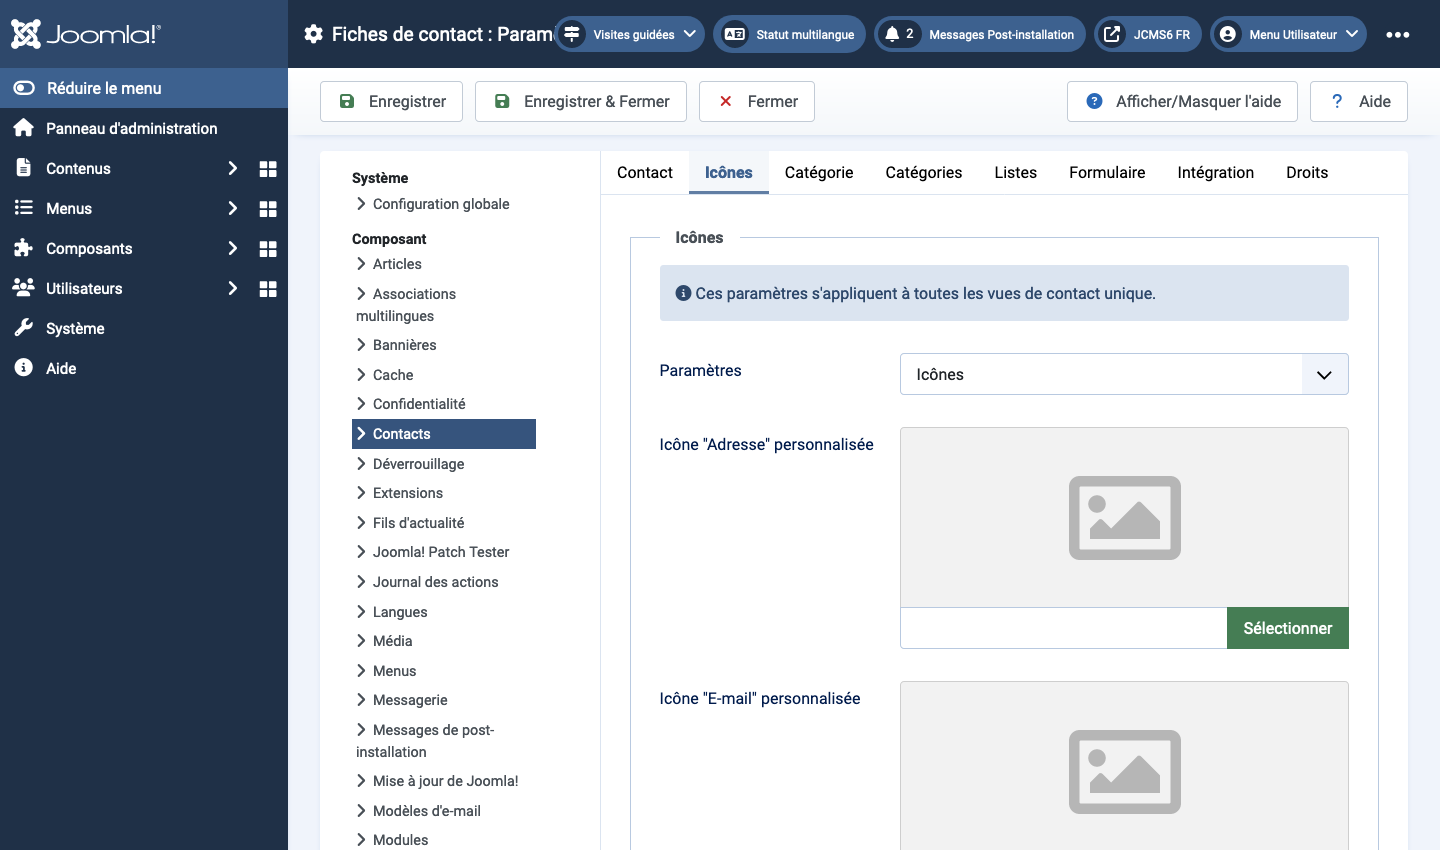 Joomla!
Fiches de contact : Param
Visites guidées
Statut multilangue
2 Messages Post-installation
JCMS6 FR
Menu Utilisateur
Réduire le menu
Panneau d'administration
Contenus
Menus
Composants
Utilisateurs
Système
Aide
Enregistrer
Enregistrer & Fermer
Fermer
Afficher/Masquer l'aide
? Aide
Système
Configuration globale
Composant
Articles
Associations
multilingues
Bannières
Cache
Confidentialité
Contacts
Déverrouillage
Extensions
Fils d'actualité
Joomla! Patch Tester
Journal des actions
Langues
Média
Menus
Messagerie
Messages de post-
installation
Mise à jour de Joomla!
Modèles d'e-mail
Modules
Contact
Icônes
Catégorie
Catégories
Listes
Formulaire
Intégration
Droits
Icônes
Ces paramètres s'appliquent à toutes les vues de contact unique.
Paramètres
Icônes
Icône "Adresse" personnalisée
Sélectionner
Icône "E-mail" personnalisée